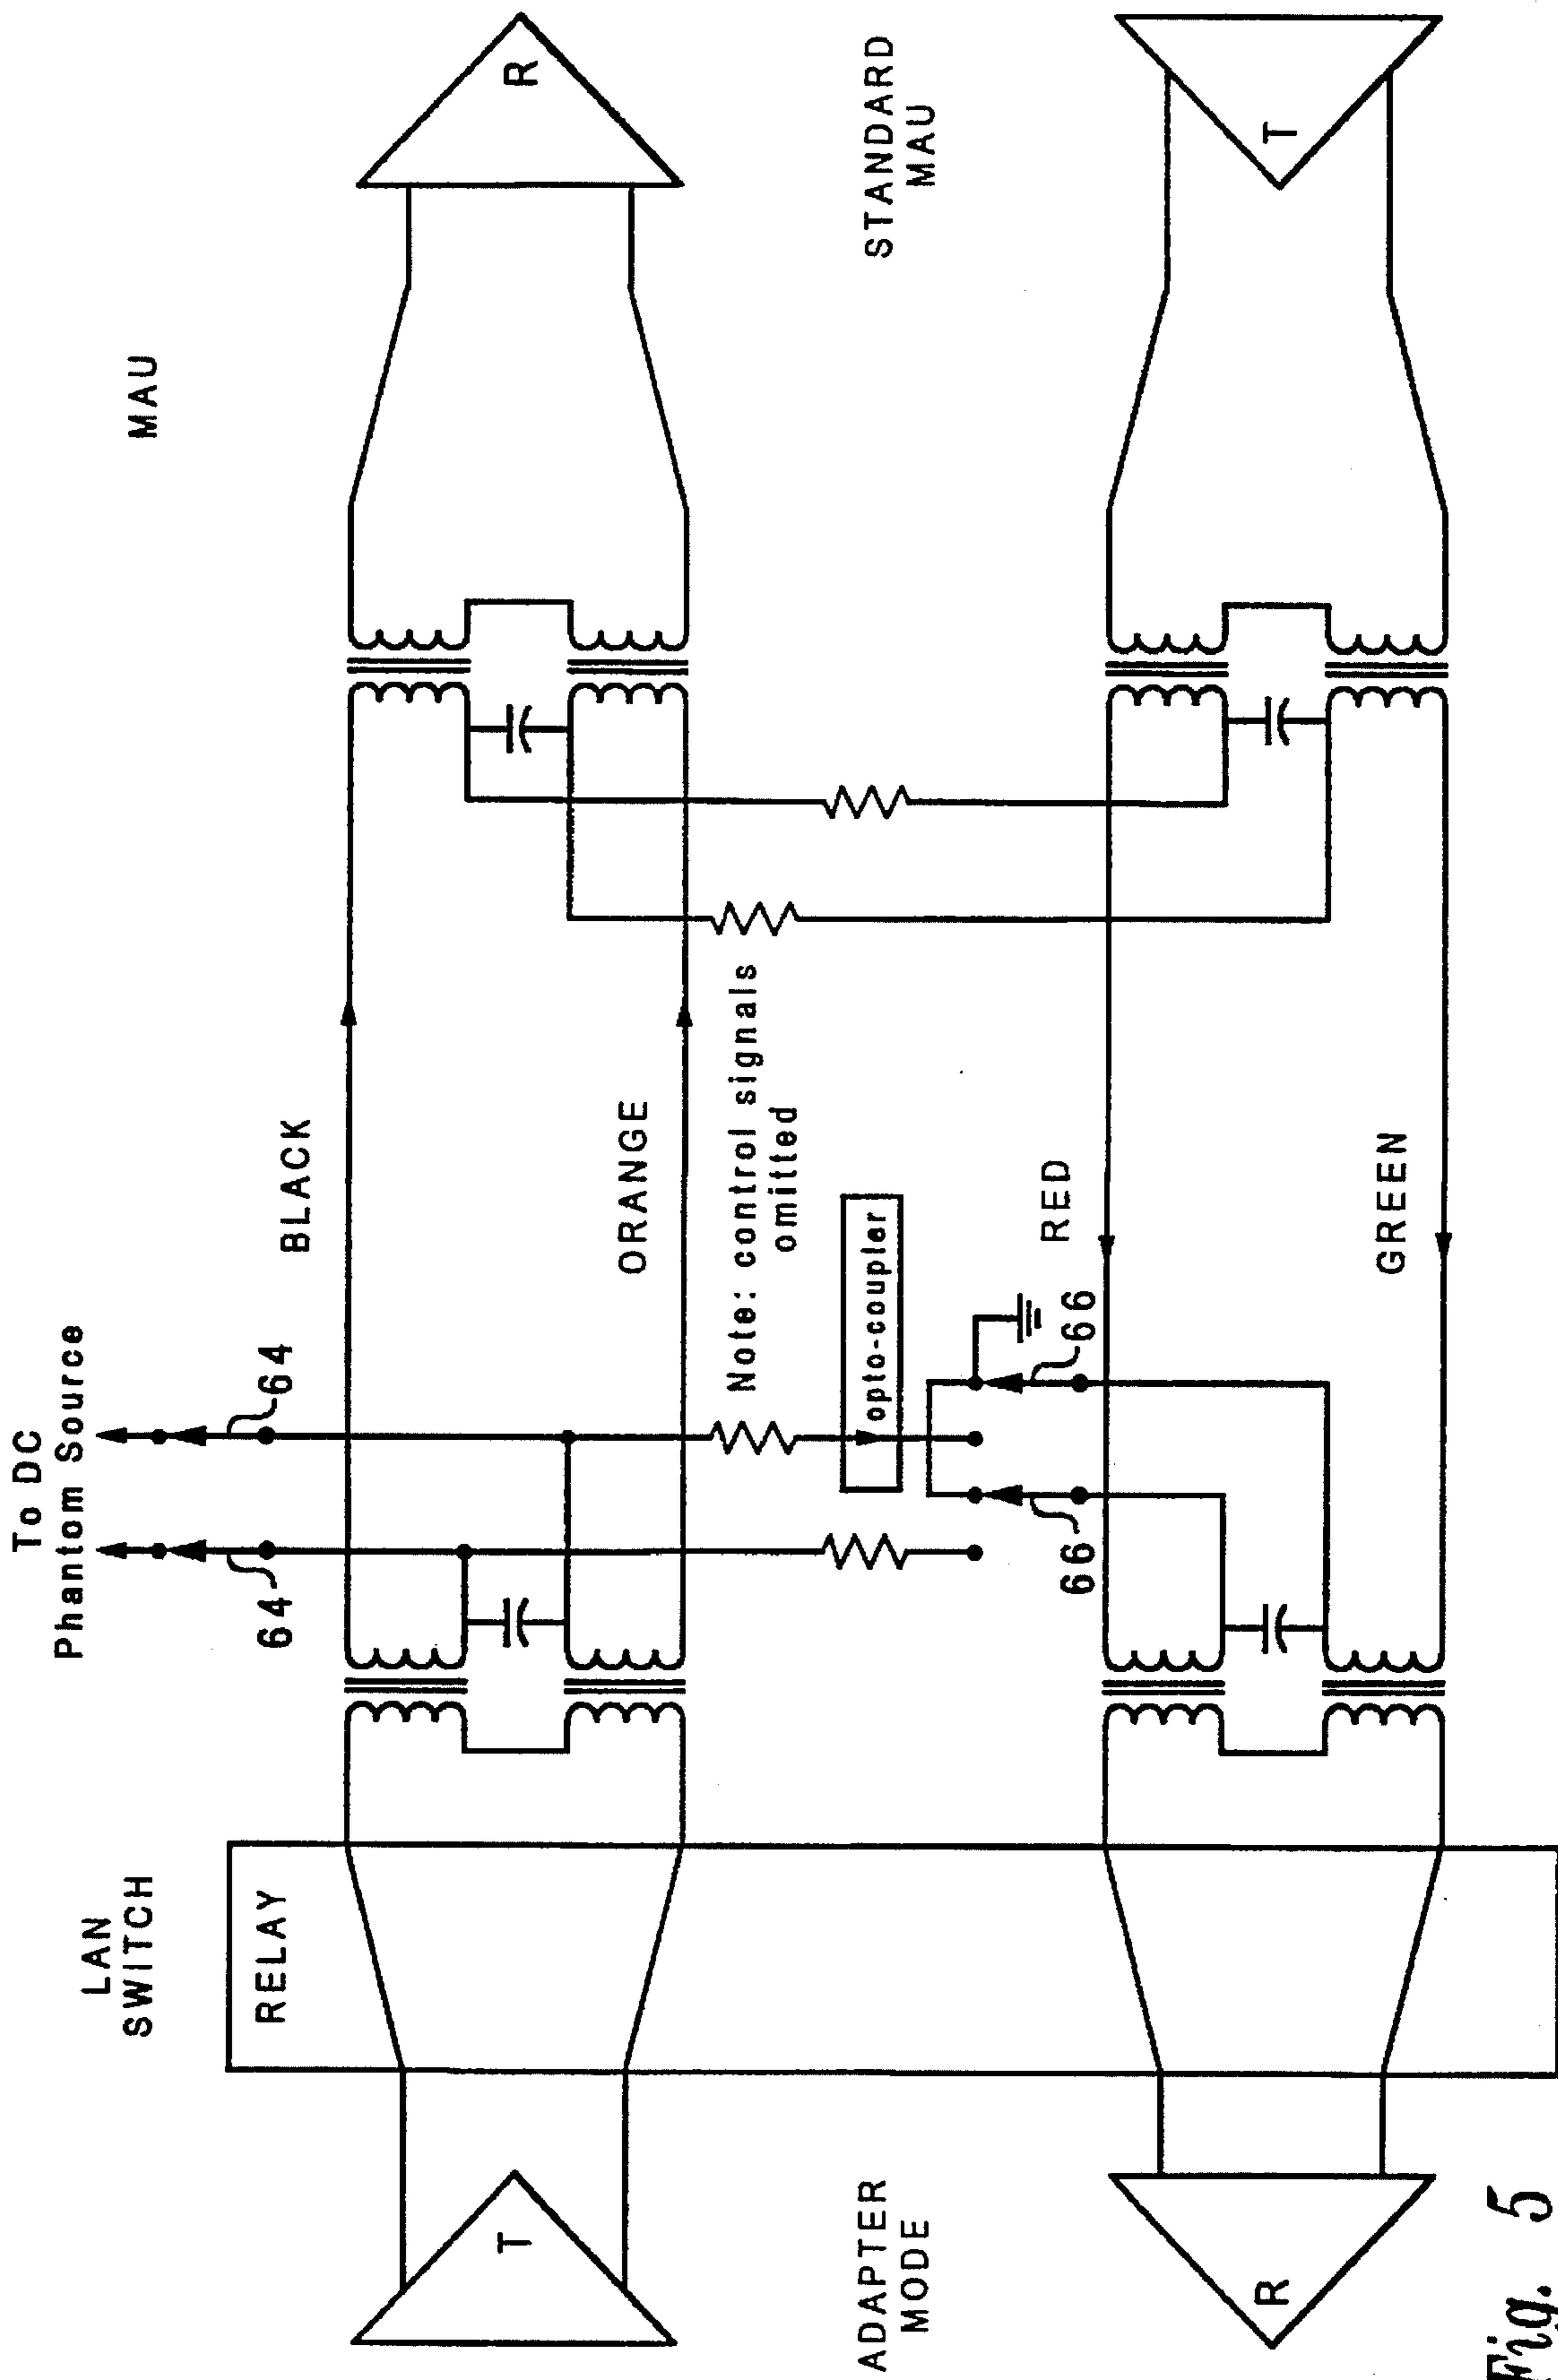 LAN
SWITCH
MAU
To DC
Phantom Source
RELAY
64
64
BLACK
T
R
ORANGE
Note: control signals
omitted
ADAPTER
MODE
opto-coupler
STANDARD
MAU
66
66
RED
R
T
GREEN
Fig. 5